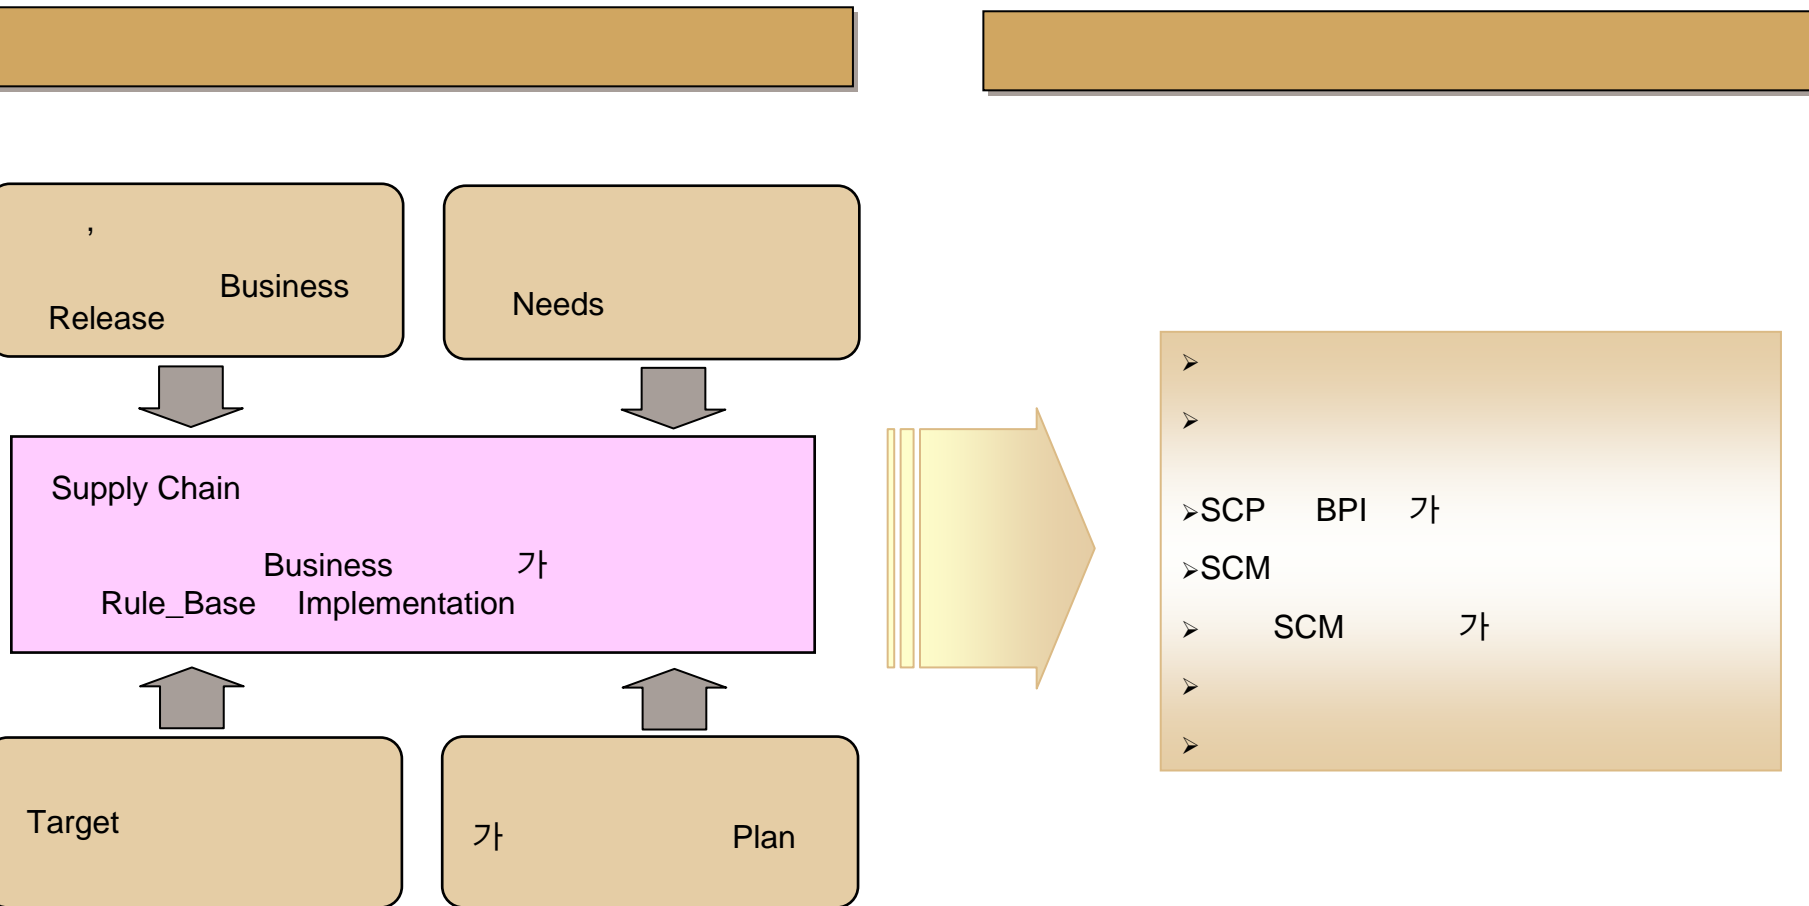 ,
Business
Release
Needs
Supply Chain
Business 가
Rule_Base Implementation
Target
가 Plan
➢
➢
➢SCP BPI 가
➢SCM
➢ SCM 가
➢
➢